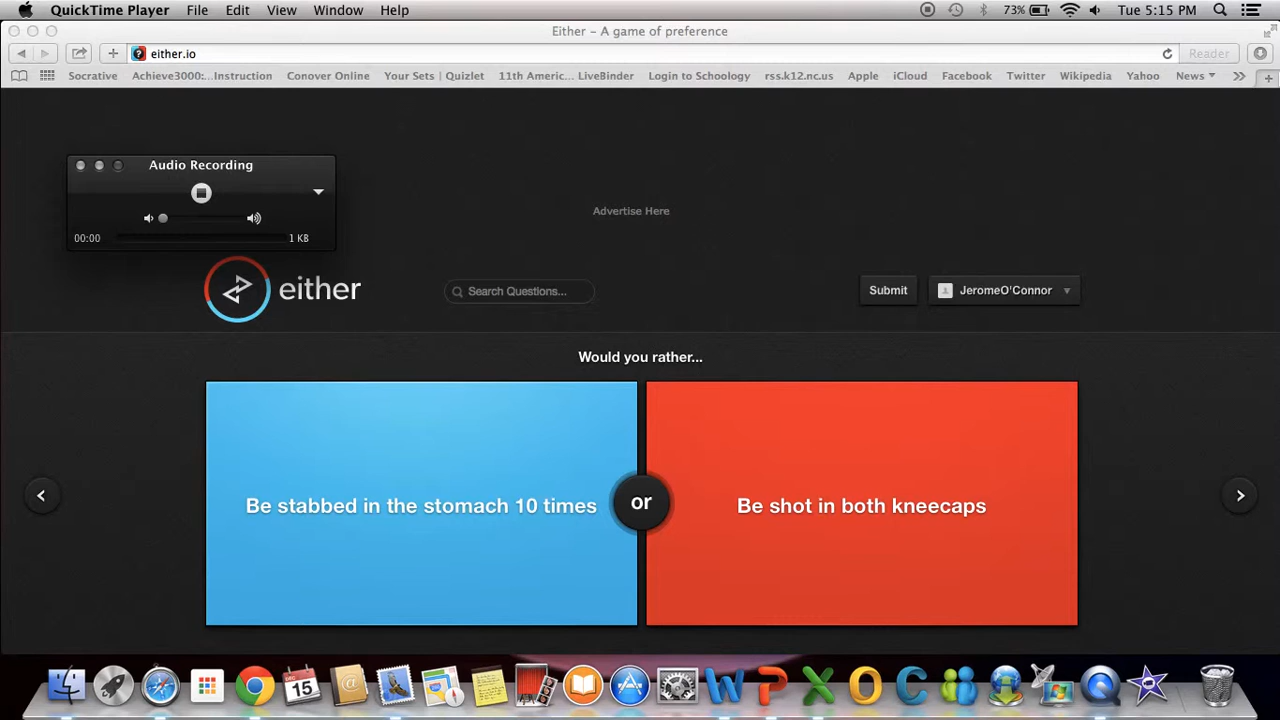 QuickTime Player File Edit View Window Help 73% Tue 5:15 PM
Either – A game of preference
either.io Reader
Socrative Achieve3000:...Instruction Conover Online Your Sets | Quizlet 11th Americ... LiveBinder Login to Schoology rss.k12.nc.us Apple iCloud Facebook Twitter Wikipedia Yahoo News
Audio Recording
Advertise Here
00:00 1 KB
either Search Questions... Submit JeromeO'Connor
Would you rather...
Be stabbed in the stomach 10 times or Be shot in both kneecaps
15